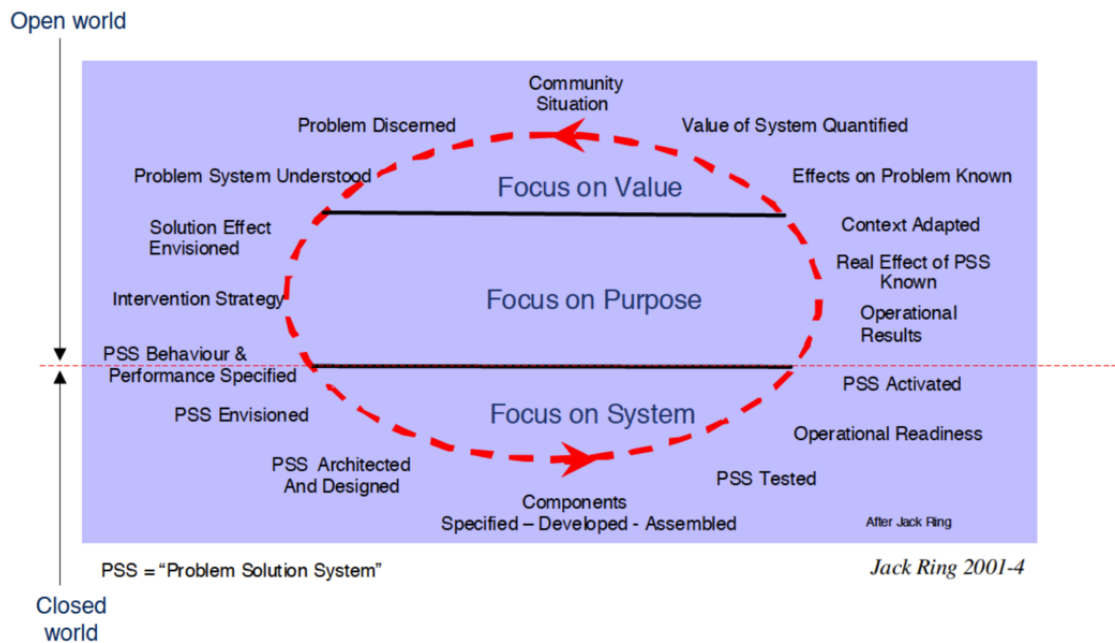 Open world
Community
Situation
Problem Discerned
Value of System Quantified
Problem System Understood
Focus on Value
Effects on Problem Known
Solution Effect
Envisioned
Context Adapted
Real Effect of PSS
Known
Intervention Strategy
Focus on Purpose
Operational
Results
PSS Behaviour &
Performance Specified
PSS Activated
PSS Envisioned
Focus on System
Operational Readiness
PSS Architected
And Designed
PSS Tested
Components
Specified – Developed - Assembled
After Jack Ring
PSS = “Problem Solution System”
Jack Ring 2001-4
Closed
world